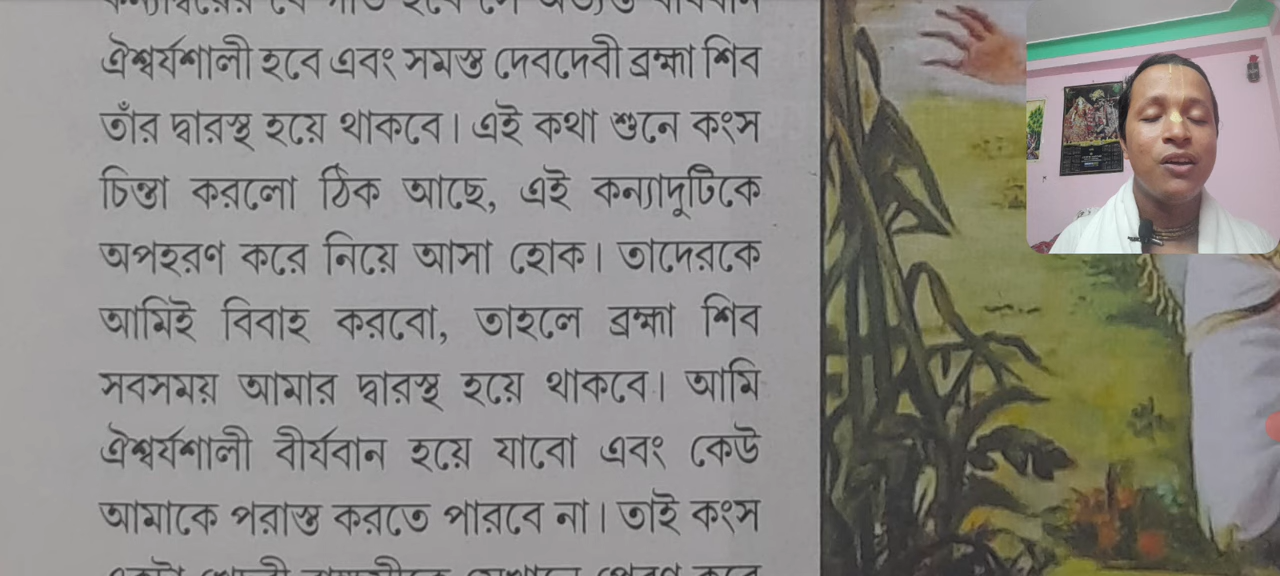 ঐশ্বর্যশালী হবে এবং সমস্ত দেবদেবী ব্রহ্মা শিব
তাঁর দ্বারস্থ হয়ে থাকবে। এই কথা শুনে কংস
চিন্তা করলো ঠিক আছে, এই কন্যাদুটিকে
অপহরণ করে নিয়ে আসা হোক। তাদেরকে
আমিই বিবাহ করবো, তাহলে ব্রহ্মা শিব
সবসময় আমার দ্বারস্থ হয়ে থাকবে। আমি
ঐশ্বর্যশালী বীর্যবান হয়ে যাবো এবং কেউ
আমাকে পরাস্ত করতে পারবে না। তাই কংস